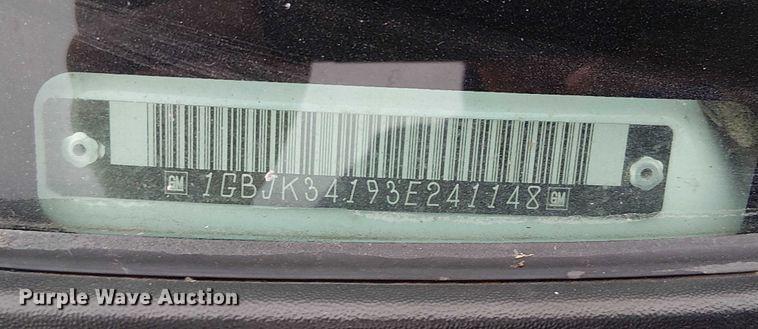 GM 1GBJK34193E241148 GM
Purple Wave Auction